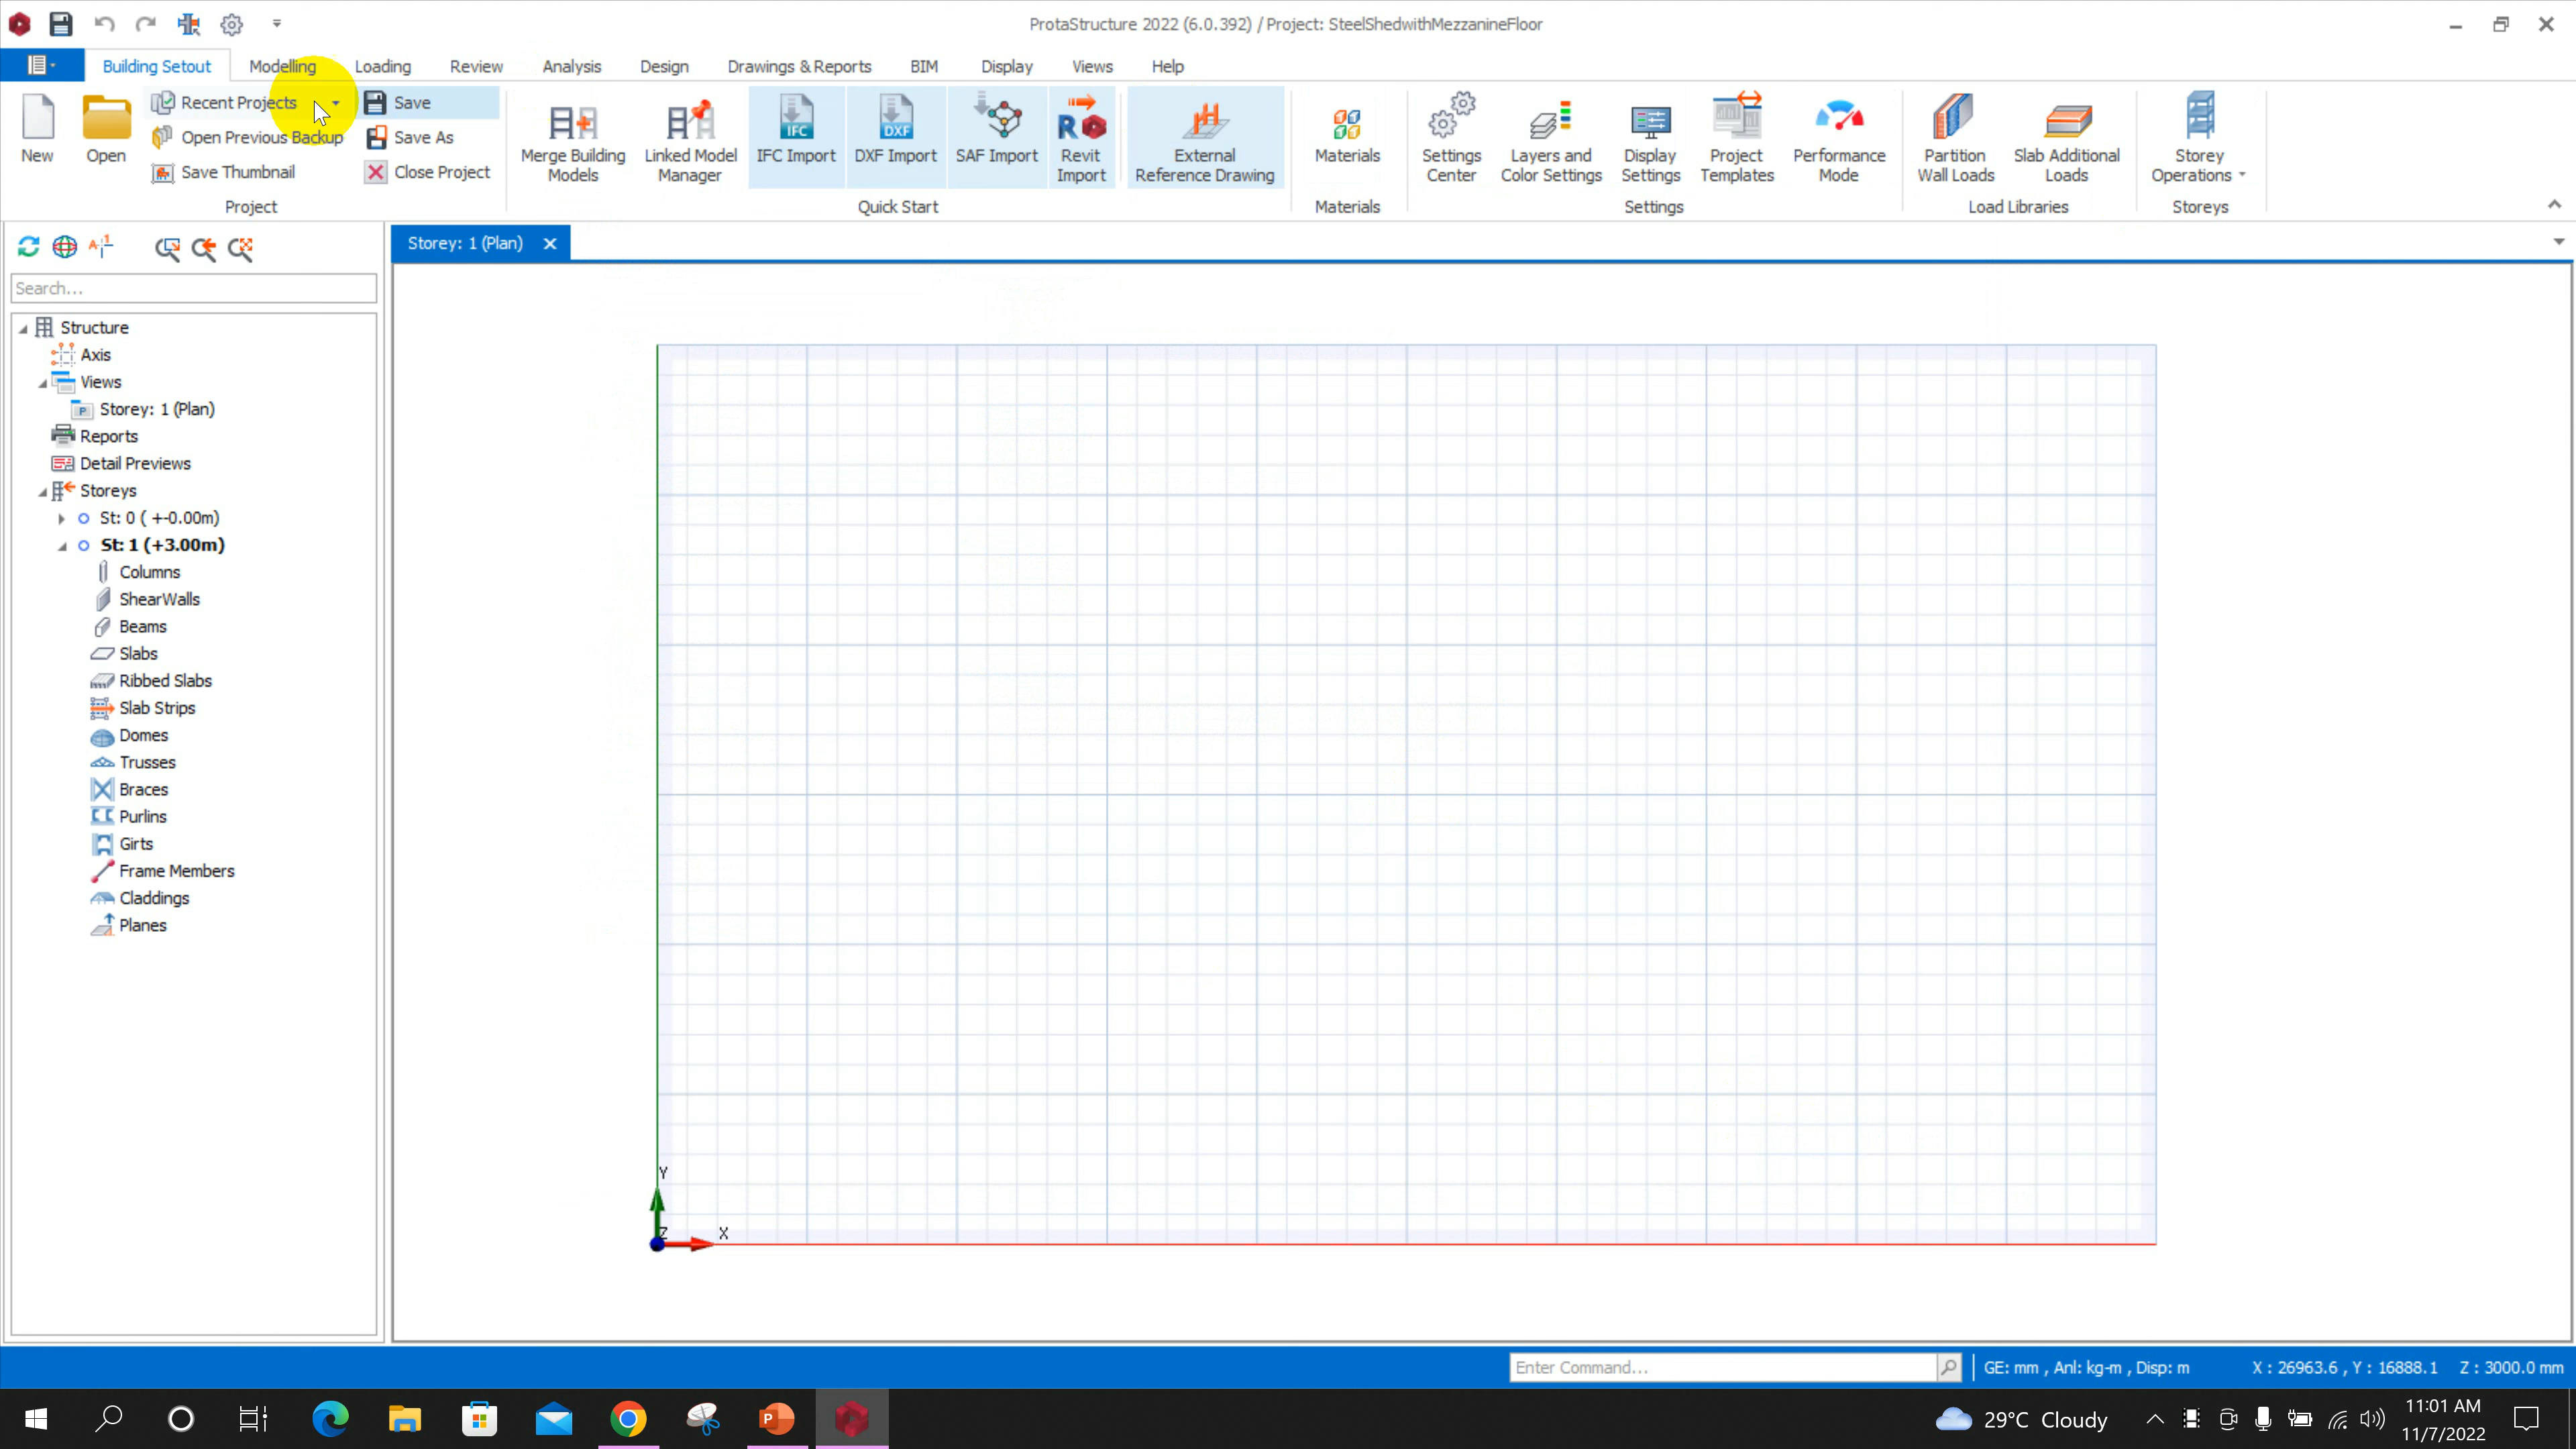 ProtaStructure 2022 (6.0.392) / Project: SteelShedwithMezzanineFloor
Building Setout Modelling Loading Review Analysis Design Drawings & Reports BIM Display Views Help
New
Open
Recent Projects
Open Previous Backup
Save Thumbnail
Save
Save As
Close Project
Project
Merge Building Models
Linked Model Manager
IFC
IFC Import
DXF
DXF Import
SAF Import
R
Revit Import
External Reference Drawing
Quick Start
Materials
Materials
Settings Center
Layers and Color Settings
Display Settings
Project Templates
Performance Mode
Settings
Partition Wall Loads
Slab Additional Loads
Load Libraries
Storey Operations
Storeys
Search...
Structure
Axis
Views
Storey: 1 (Plan)
Reports
Detail Previews
Storeys
St: 0 ( +-0.00m)
St: 1 (+3.00m)
Columns
ShearWalls
Beams
Slabs
Ribbed Slabs
Slab Strips
Domes
Trusses
Braces
Purlins
Girts
Frame Members
Claddings
Planes
Storey: 1 (Plan)
Y
Z
X
Enter Command...
GE: mm , Anl: kg-m , Disp: m
X : 26963.6 , Y : 16888.1 Z : 3000.0 mm
29°C Cloudy
11:01 AM
11/7/2022